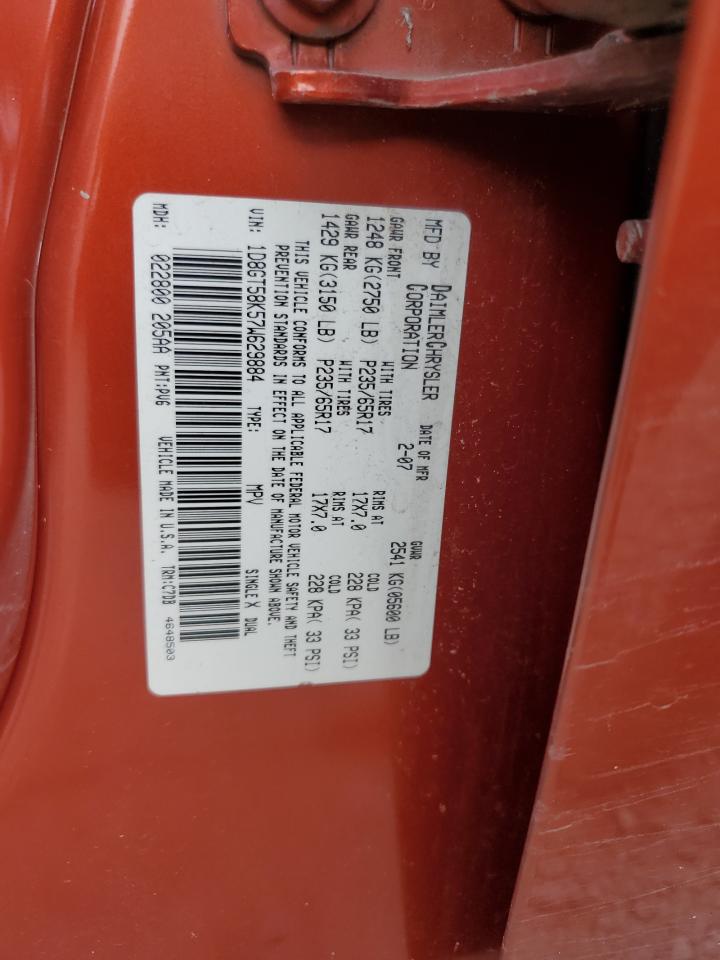 MFD BY DAIMLERCHRYSLER CORPORATION DATE OF MFR 2-07 GVWR 2541 KG(05600 LB)
GAWR FRONT WITH TIRES RIMS AT COLD
1248 KG(2750 LB) P235/65R17 17X7.0 228 KPA( 33 PSI)
GAWR REAR WITH TIRES RIMS AT COLD
1429 KG(3150 LB) P235/65R17 17X7.0 228 KPA( 33 PSI)
THIS VEHICLE CONFORMS TO ALL APPLICABLE FEDERAL MOTOR VEHICLE SAFETY AND THEFT
PREVENTION STANDARDS IN EFFECT ON THE DATE OF MANUFACTURE SHOWN ABOVE.
VIN: 1D8GT58K57W629884 TYPE: MPV SINGLE X DUAL
MDH: 022800 205AA PNT:PV6 VEHICLE MADE IN U.S.A. TRM:C7DB 4648503